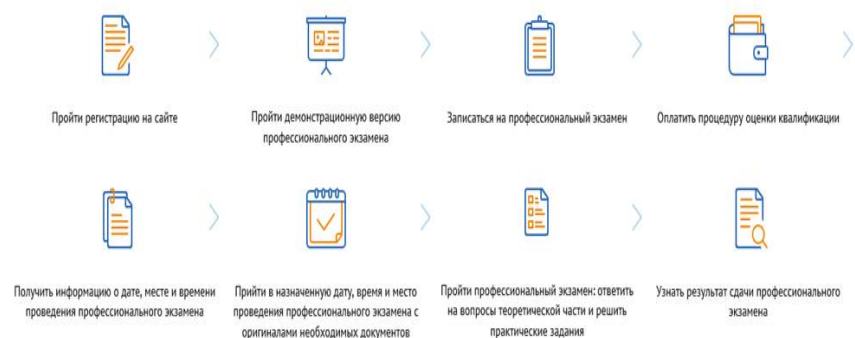 Пройти регистрацию на сайте
Пройти демонстрационную версию
профессионального экзамена
Записаться на профессиональный экзамен
Оплатить процедуру оценки квалификации
Получить информацию о дате, месте и времени
проведения профессионального экзамена
Прийти в назначенную дату, время и место
проведения профессионального экзамена с
оригиналами необходимых документов
Пройти профессиональный экзамен: ответить
на вопросы теоретической части и решить
практические задания
Узнать результат сдачи профессионального
экзамена